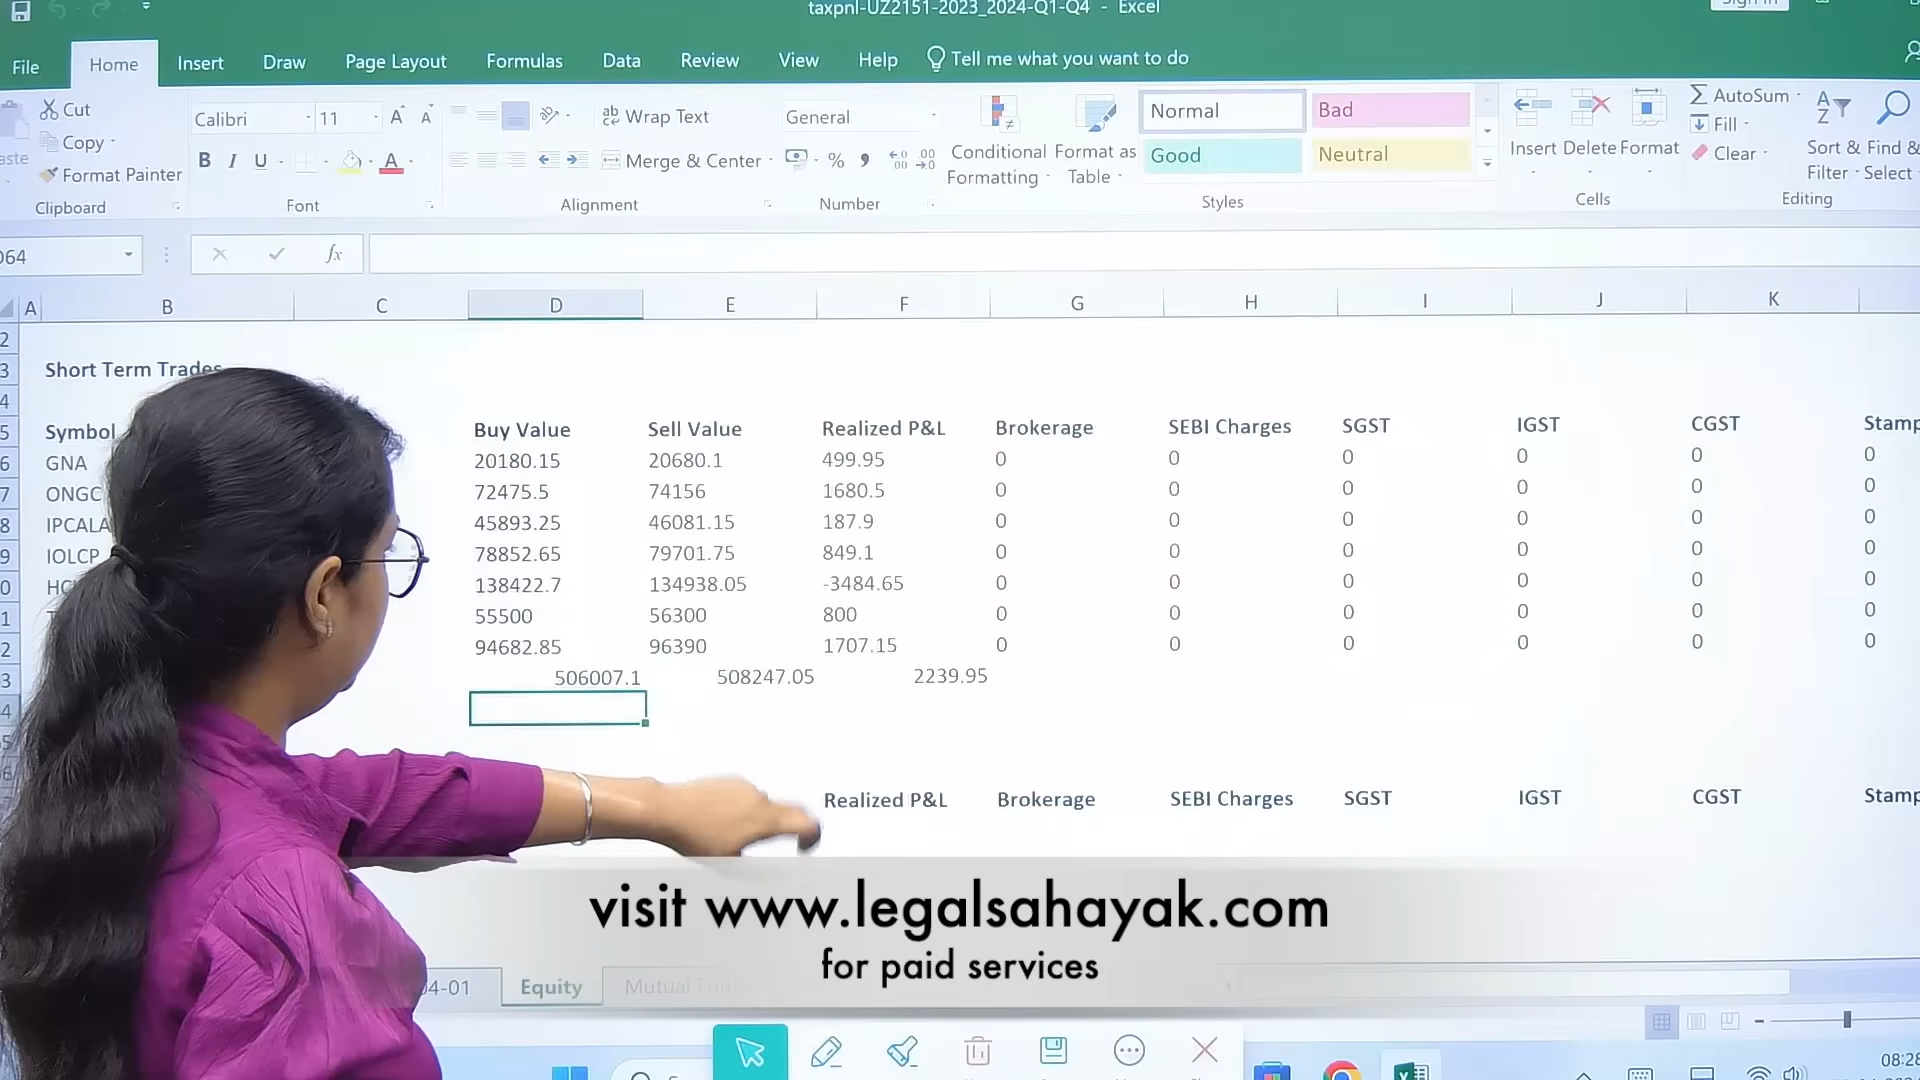 taxpnl-UZ2151-2023_2024-Q1-Q4 - Excel
File Home Insert Draw Page Layout Formulas Data Review View Help Tell me what you want to do
Cut
Copy
Format Painter
Clipboard
Calibri 11
B I U
Font
Wrap Text
Merge & Center
Alignment
General
%
Number
Conditional Formatting
Format as Table
Normal Bad
Good Neutral
Styles
Insert Delete Format
Cells
AutoSum
Fill
Clear
Sort & Filter
Find & Select
Editing
fx
A B C D E F G H I J K
Short Term Trades
Symbol Buy Value Sell Value Realized P&L Brokerage SEBI Charges SGST IGST CGST
GNA 20180.15 20680.1 499.95 0 0 0 0 0 0
ONGC 72475.5 74156 1680.5 0 0 0 0 0 0
IPCALA 45893.25 46081.15 187.9 0 0 0 0 0 0
IOLCP 78852.65 79701.75 849.1 0 0 0 0 0 0
138422.7 134938.05 -3484.65 0 0 0 0 0 0
55500 56300 800 0 0 0 0 0 0
94682.85 96390 1707.15 0 0 0 0 0 0
506007.1 508247.05 2239.95
Realized P&L Brokerage SEBI Charges SGST IGST CGST
visit www.legalsahayak.com
for paid services
Equity Mutual
08:28